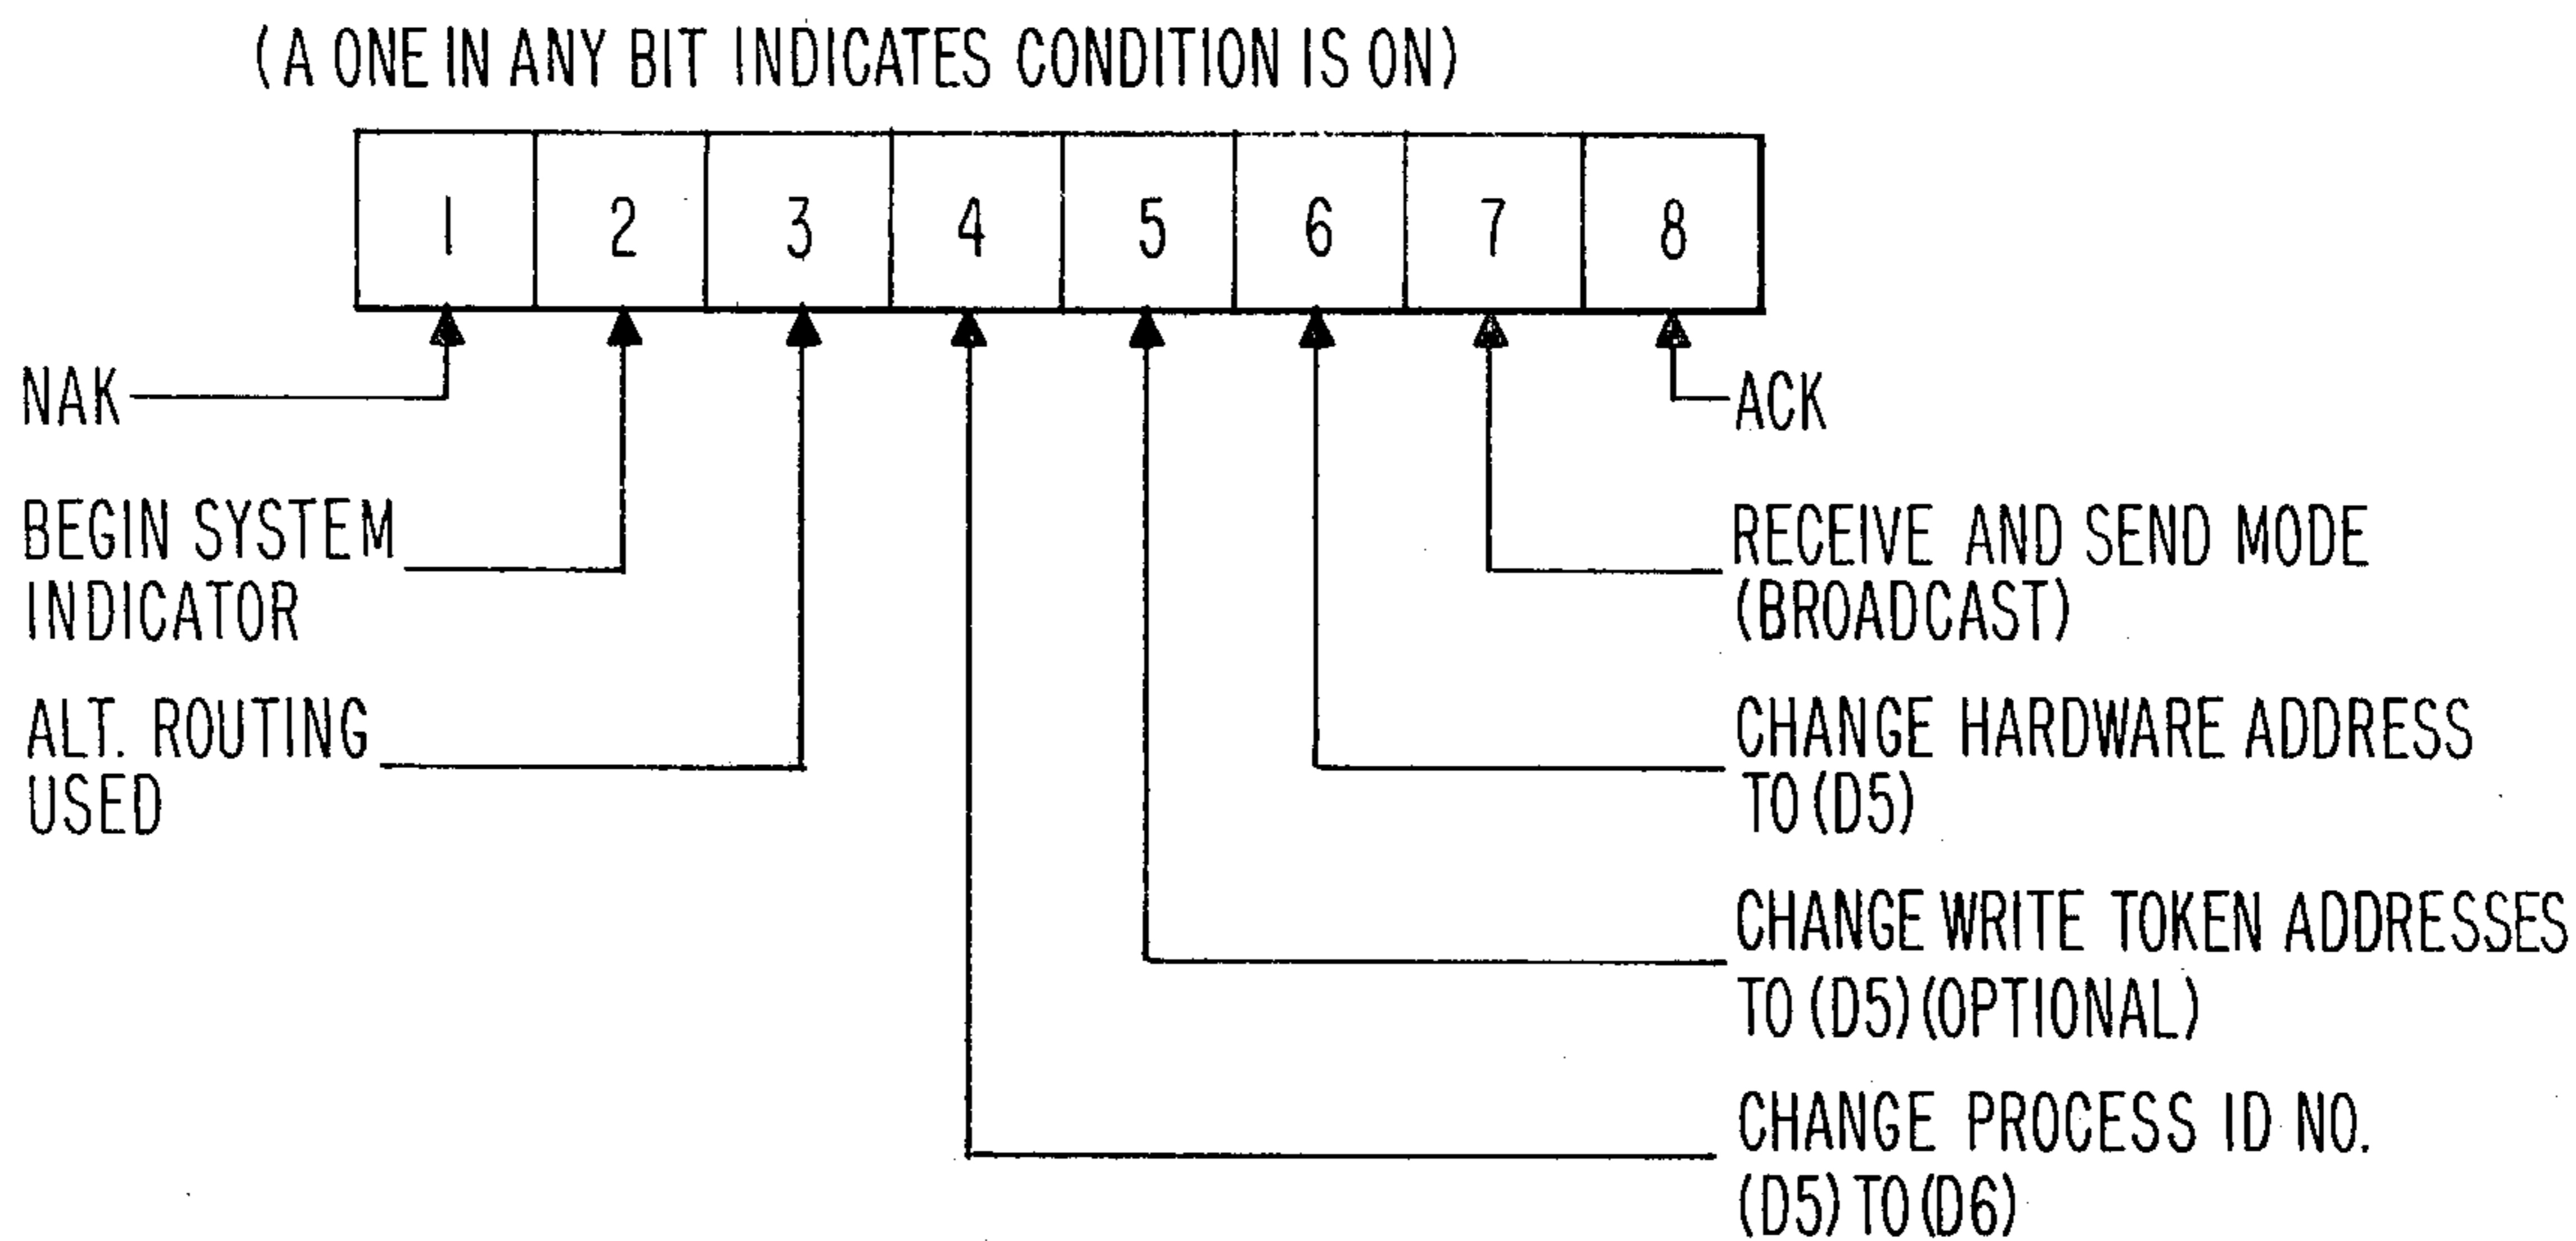 (A ONE IN ANY BIT INDICATES CONDITION IS ON)
1 2 3 4 5 6 7 8
NAK
ACK
BEGIN SYSTEM
INDICATOR
RECEIVE AND SEND MODE
(BROADCAST)
ALT. ROUTING
USED
CHANGE HARDWARE ADDRESS
TO (D5)
CHANGE WRITE TOKEN ADDRESSES
TO (D5) (OPTIONAL)
CHANGE PROCESS ID NO.
(D5) TO (D6)